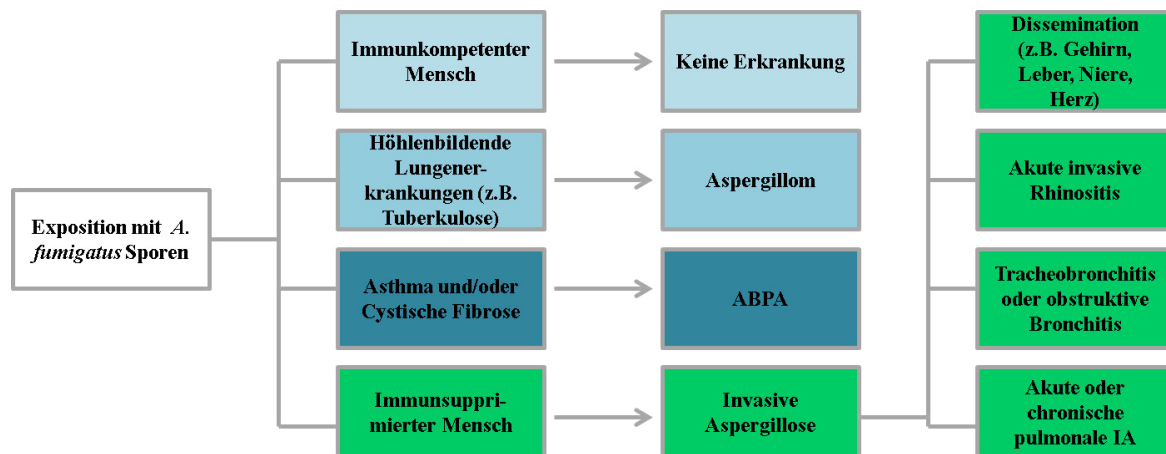 Exposition mit A.
fumigatus Sporen
Immunkompetenter
Mensch
Höhlenbildende
Lungener-
krankungen (z.B.
Tuberkulose)
Asthma und/oder
Cystische Fibrose
Immunsuppri-
mierter Mensch
Keine Erkrankung
Aspergillom
ABPA
Invasive
Aspergillose
Dissemination
(z.B. Gehirn,
Leber, Niere,
Herz)
Akute invasive
Rhinositis
Tracheobronchitis
oder obstruktive
Bronchitis
Akute oder
chronische
pulmonale IA